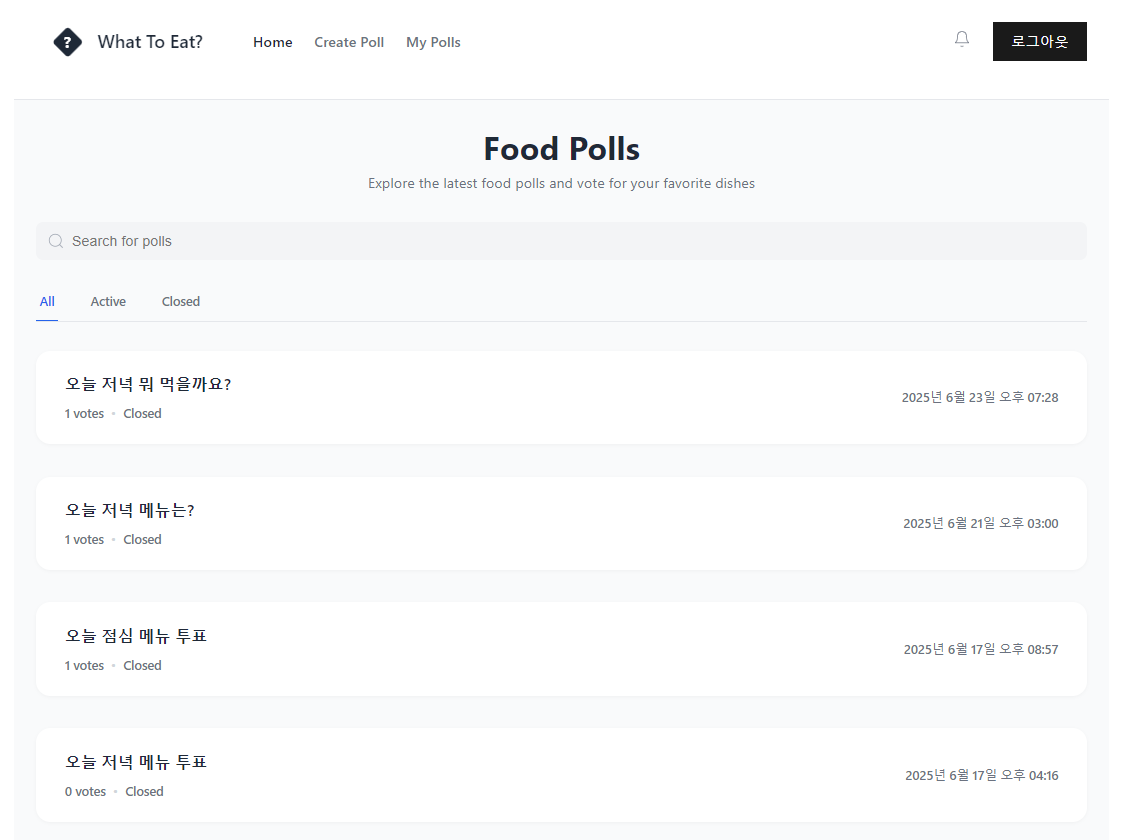 ? What To Eat? Home Create Poll My Polls 로그아웃
Food Polls
Explore the latest food polls and vote for your favorite dishes
Search for polls
All Active Closed
오늘 저녁 뭐 먹을까요?
1 votes • Closed
2025년 6월 23일 오후 07:28
오늘 저녁 메뉴는?
1 votes • Closed
2025년 6월 21일 오후 03:00
오늘 점심 메뉴 투표
1 votes • Closed
2025년 6월 17일 오후 08:57
오늘 저녁 메뉴 투표
0 votes • Closed
2025년 6월 17일 오후 04:16